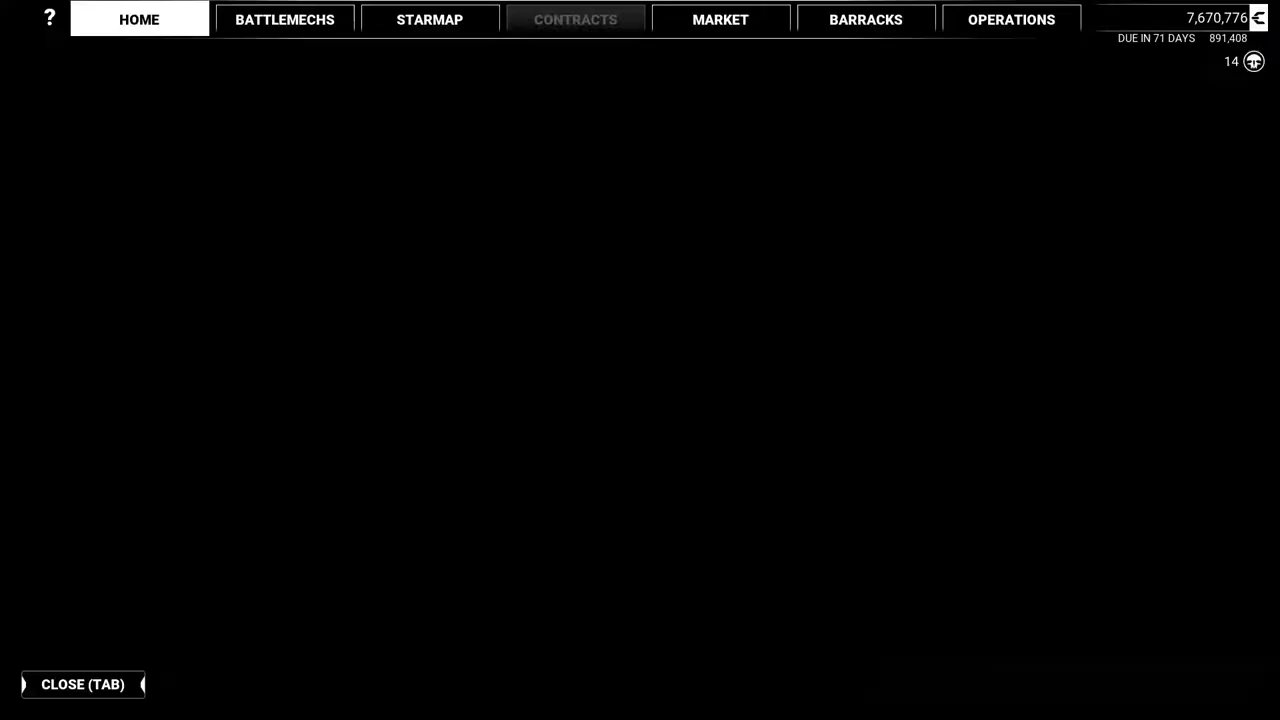 ? HOME BATTLEMECHS STARMAP CONTRACTS MARKET BARRACKS OPERATIONS 7,670,776
DUE IN 71 DAYS 891,408
14
CLOSE (TAB)